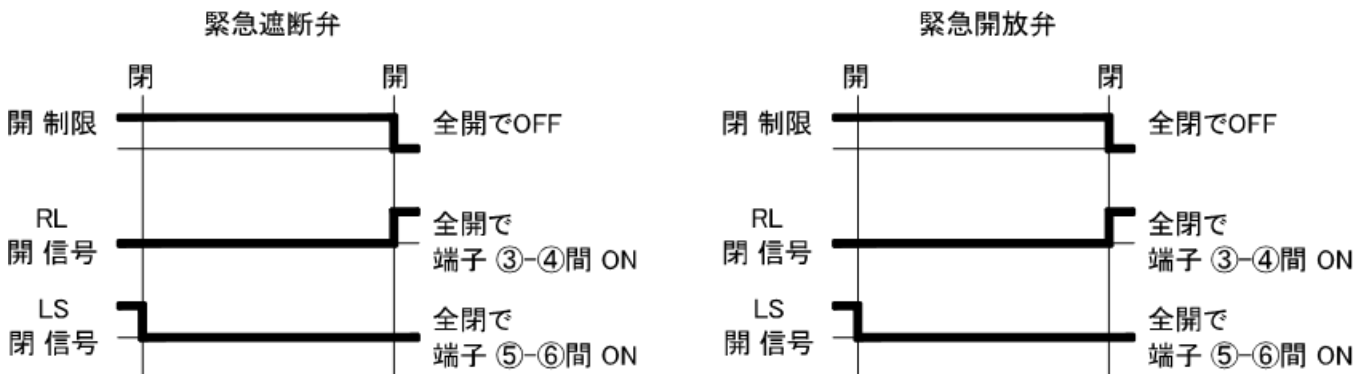 緊急遮断弁
閉 開
開 制限 全開でOFF
RL
開 信号
全開で
端子 ③-④間 ON
LS
閉 信号
全閉で
端子 ⑤-⑥間 ON
緊急開放弁
開 閉
閉 制限 全閉でOFF
RL
閉 信号
全閉で
端子 ③-④間 ON
LS
開 信号
全開で
端子 ⑤-⑥間 ON